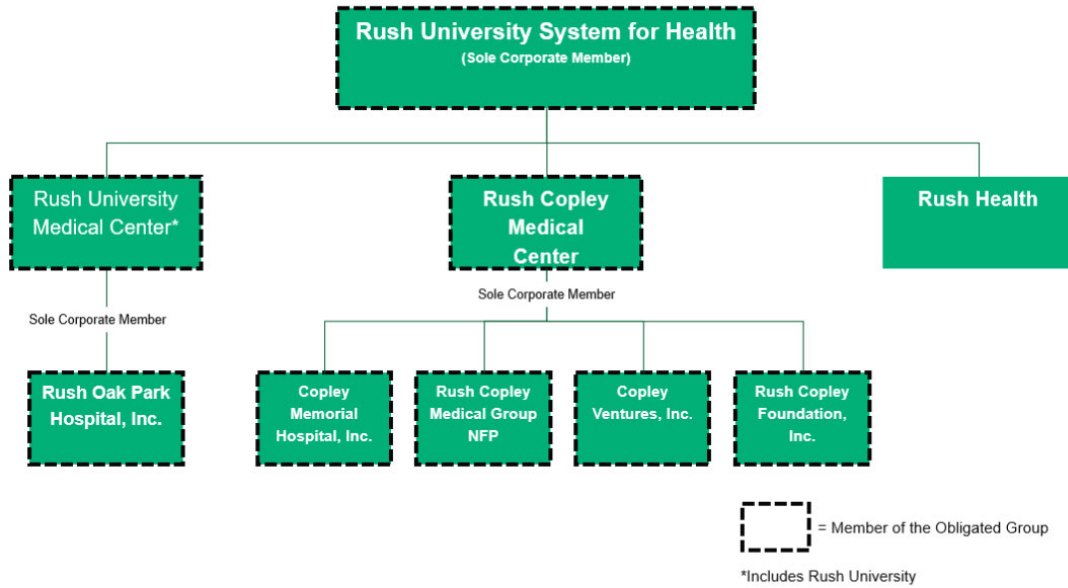 Rush University System for Health
(Sole Corporate Member)
Rush University
Medical Center*
Rush Copley
Medical
Center
Rush Health
Sole Corporate Member
Sole Corporate Member
Rush Oak Park
Hospital, Inc.
Copley
Memorial
Hospital, Inc.
Rush Copley
Medical Group
NFP
Copley
Ventures, Inc.
Rush Copley
Foundation,
Inc.
= Member of the Obligated Group
*Includes Rush University